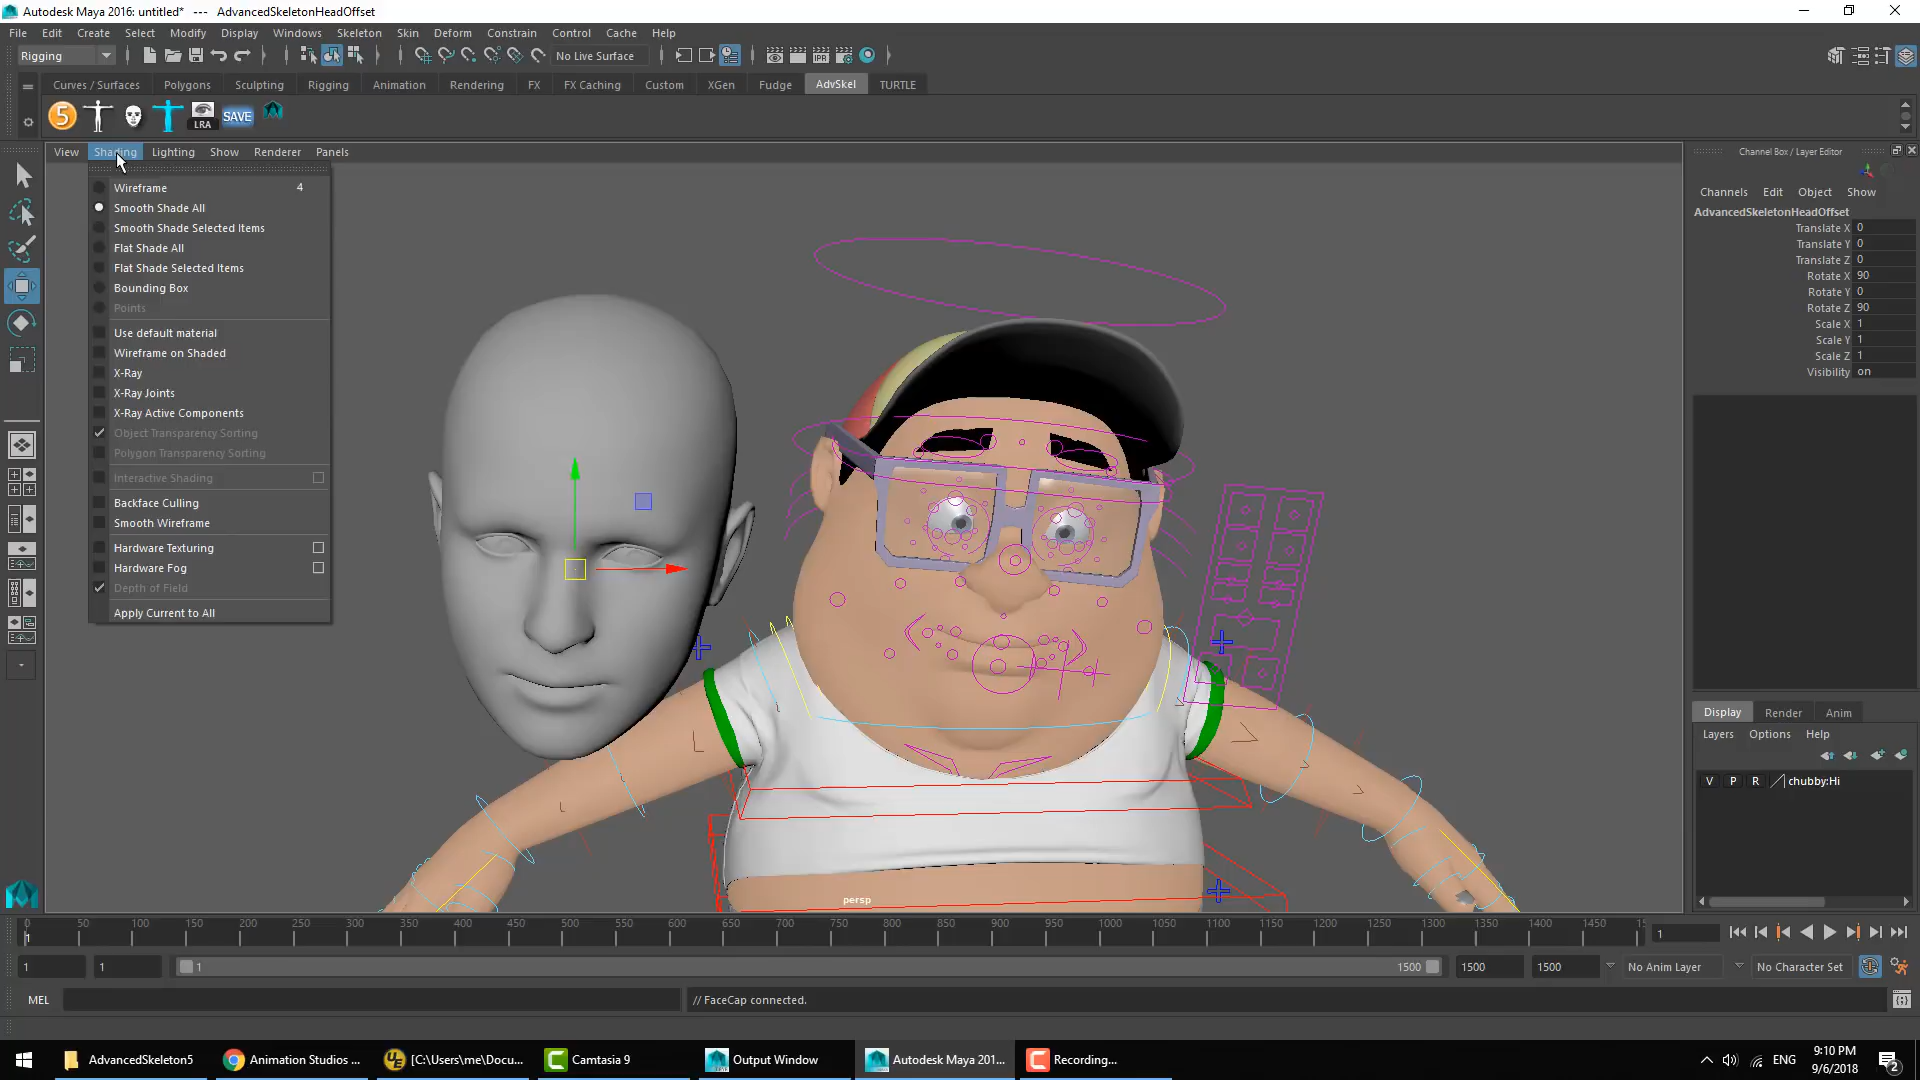 Autodesk Maya 2016: untitled*   ---   AdvancedSkeletonHeadOffset
File Edit Create Select Modify Display Windows Skeleton Skin Deform Constrain Control Cache Help
Rigging No Live Surface
Curves / Surfaces Polygons Sculpting Rigging Animation Rendering FX FX Caching Custom XGen Fudge AdvSkel TURTLE
5 LRA SAVE
View Shading Lighting Show Renderer Panels
Wireframe 4
Smooth Shade All
Smooth Shade Selected Items
Flat Shade All
Flat Shade Selected Items
Bounding Box
Points
Use default material
Wireframe on Shaded
X-Ray
X-Ray Joints
X-Ray Active Components
Object Transparency Sorting
Polygon Transparency Sorting
Interactive Shading
Backface Culling
Smooth Wireframe
Hardware Texturing
Hardware Fog
Depth of Field
Apply Current to All
persp
Channel Box / Layer Editor
Channels Edit Object Show
AdvancedSkeletonHeadOffset
Translate X 0
Translate Y 0
Translate Z 0
Rotate X 90
Rotate Y 0
Rotate Z 90
Scale X 1
Scale Y 1
Scale Z 1
Visibility on
Display Render Anim
Layers Options Help
V P R chubby:Hi
0 50 100 150 200 250 300 350 400 450 500 550 600 650 700 750 800 850 900 950 1000 1050 1100 1150 1200 1250 1300 1350 1400 1450 15
1 1
1 1 1 1500 1500 1500 No Anim Layer No Character Set
MEL // FaceCap connected.
AdvancedSkeleton5 Animation Studios ... [C:\Users\me\Docu... Camtasia 9 Output Window Autodesk Maya 201... Recording... ENG 9:10 PM
9/6/2018 2